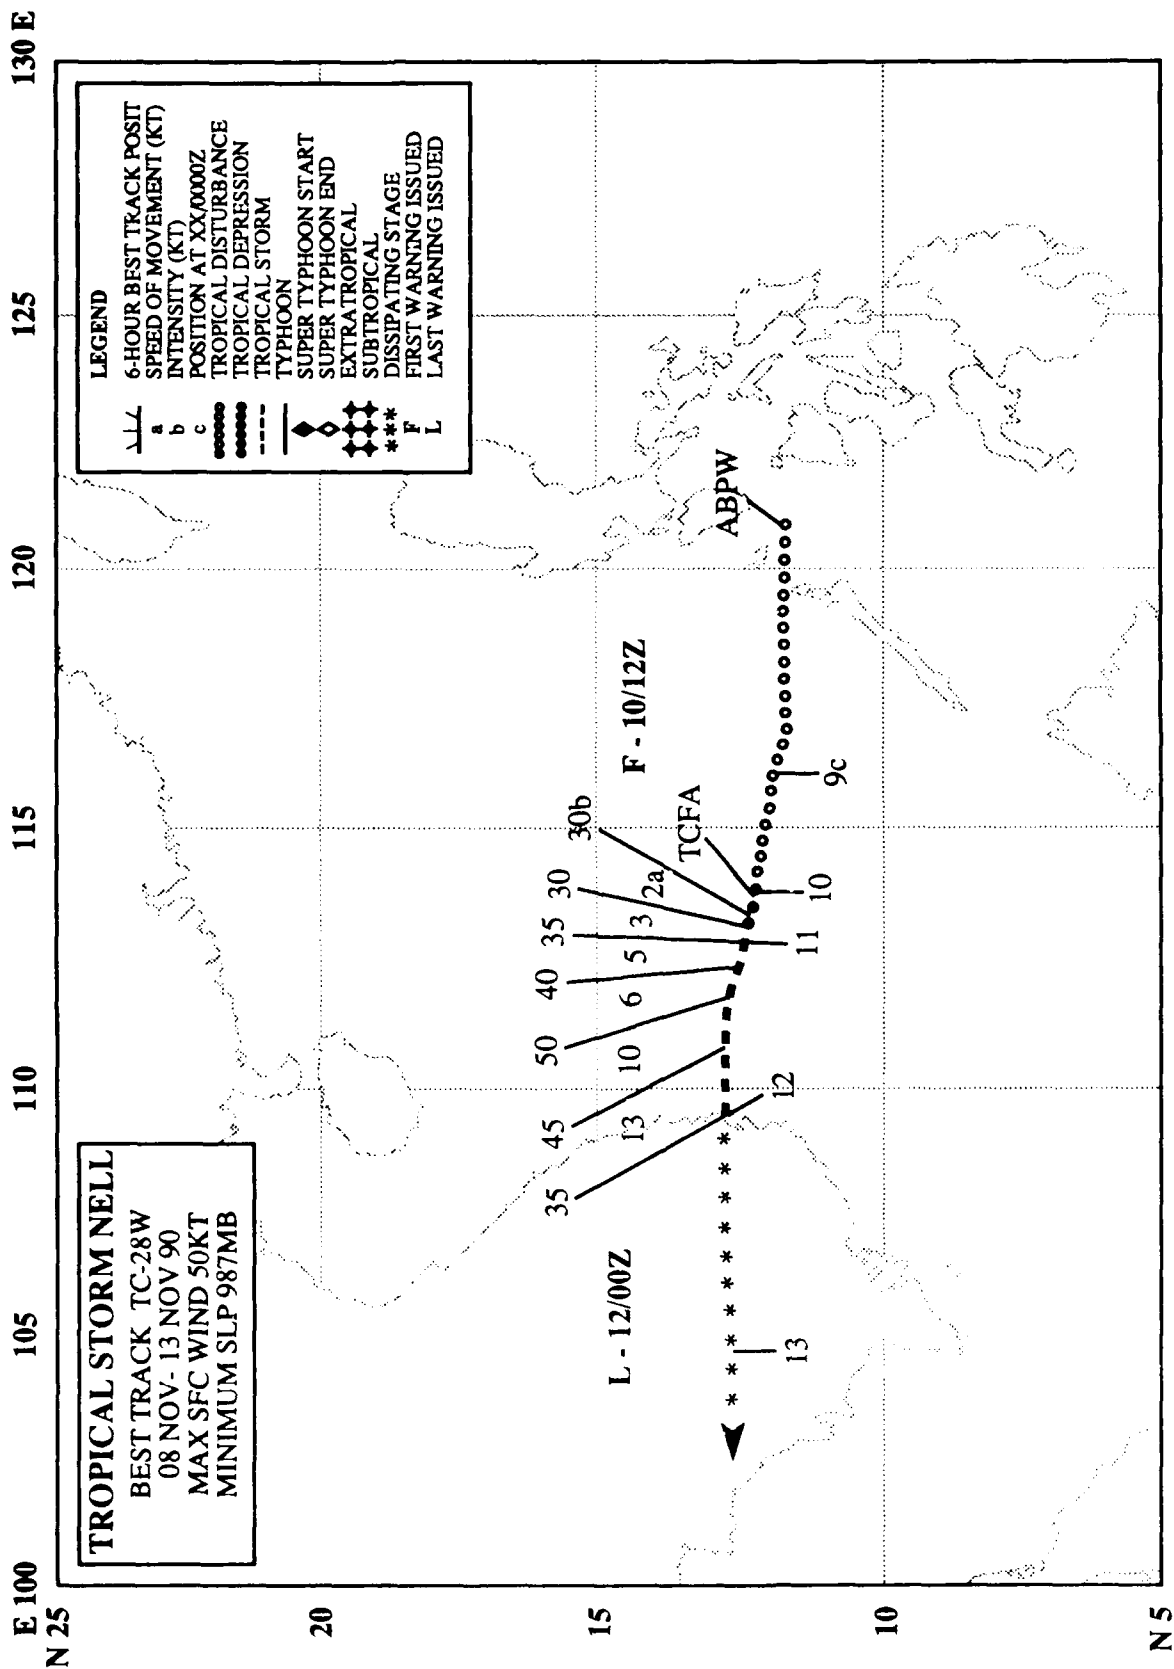 E 100
105
110
115
120
125
130 E
N 25
20
15
10
N 5
TROPICAL STORM NELL
BEST TRACK TC-28W
08 NOV- 13 NOV 90
MAX SFC WIND 50KT
MINIMUM SLP 987MB
LEGEND
6-HOUR BEST TRACK POSIT
a SPEED OF MOVEMENT (KT)
b INTENSITY (KT)
c POSITION AT XX/0000Z
TROPICAL DISTURBANCE
TROPICAL DEPRESSION
TROPICAL STORM
TYPHOON
SUPER TYPHOON START
SUPER TYPHOON END
EXTRATROPICAL
SUBTROPICAL
*** DISSIPATING STAGE
F FIRST WARNING ISSUED
L LAST WARNING ISSUED
L - 12/00Z
F - 10/12Z
35
45
50
40
35
30
30b
13
10
6
5
3
2a
TCFA
ABPW
13
12
11
10
9c